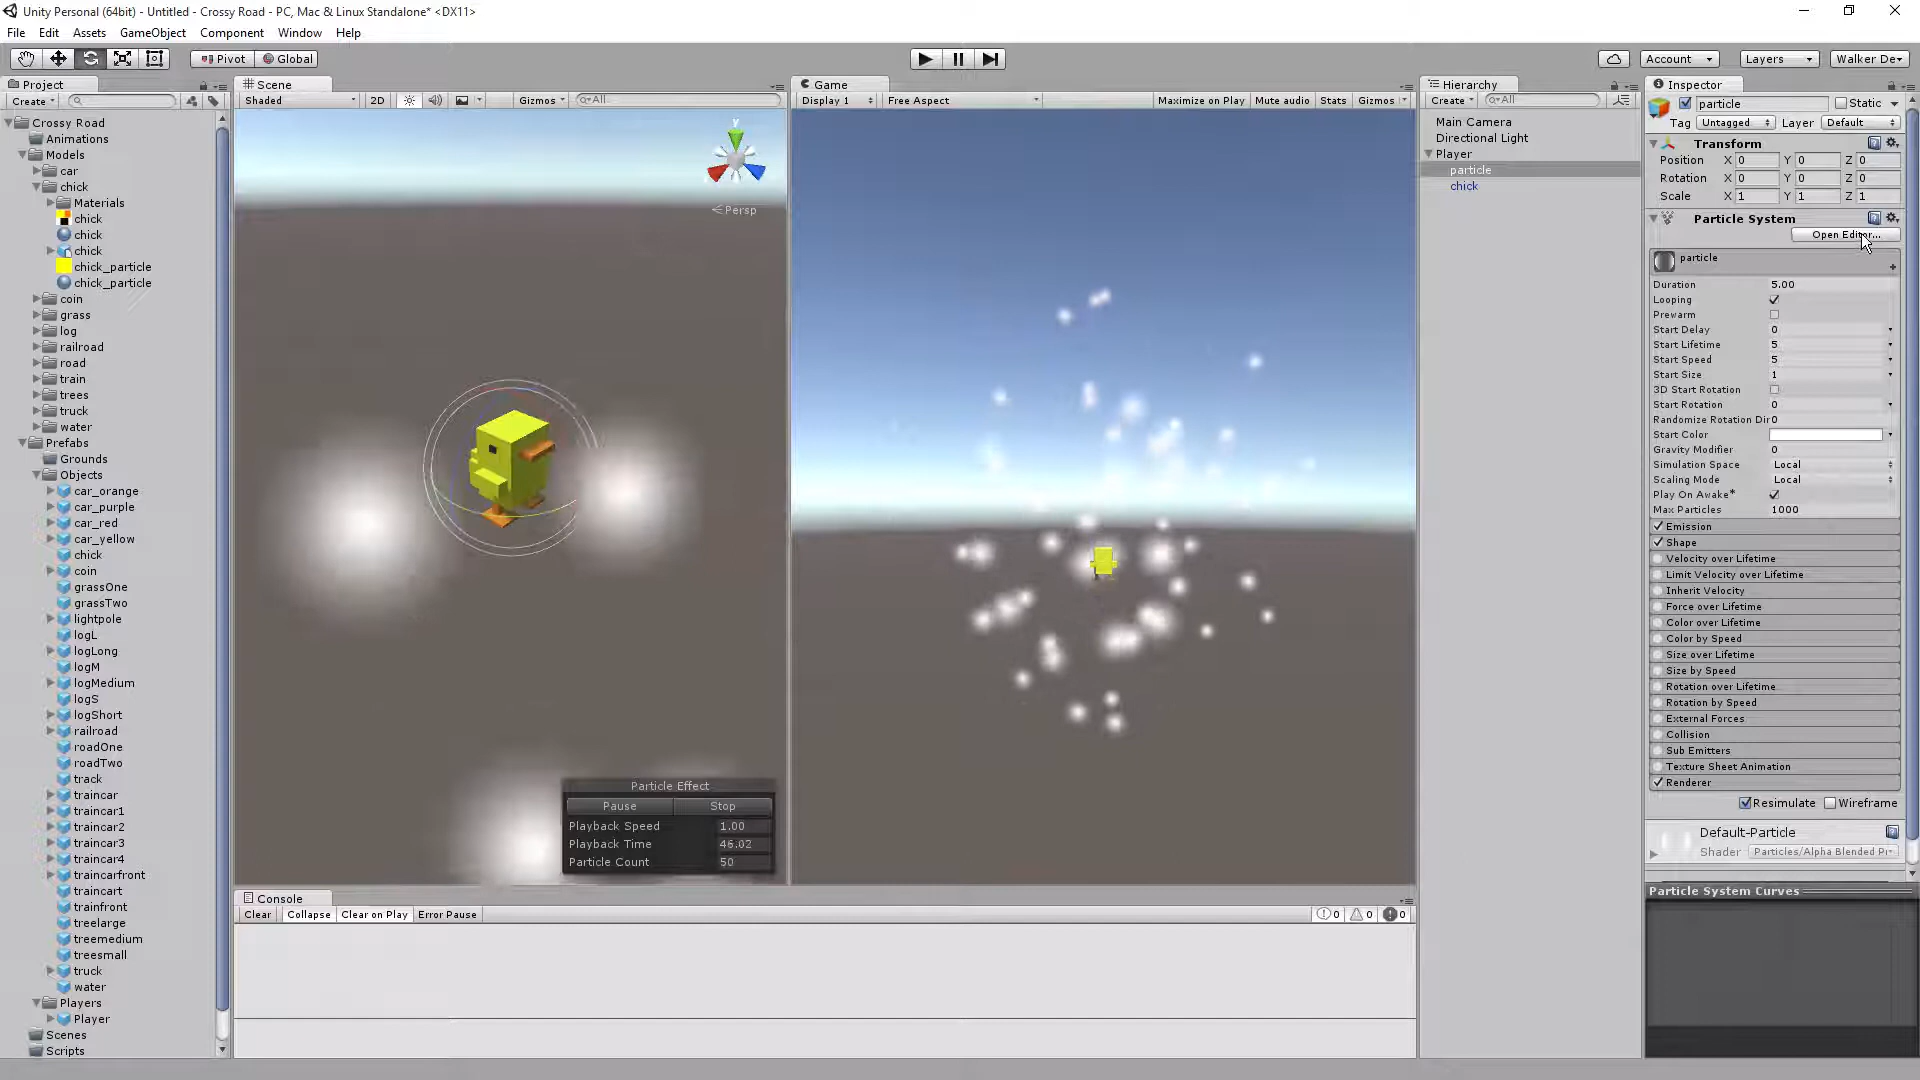 Unity Personal (64bit) - Untitled - Crossy Road - PC, Mac & Linux Standalone* <DX11>
File Edit Assets GameObject Component Window Help
Pivot Global Account Layers Walker De
Project
Create
Crossy Road
Animations
Models
car
chick
Materials
chick
chick
chick
chick_particle
chick_particle
coin
grass
log
railroad
road
train
trees
truck
water
Prefabs
Grounds
Objects
car_orange
car_purple
car_red
car_yellow
chick
coin
grassOne
grassTwo
lightpole
logL
logLong
logM
logMedium
logS
logShort
railroad
roadOne
roadTwo
track
traincar
traincar1
traincar2
traincar3
traincar4
traincarfront
traincart
trainfront
treelarge
treemedium
treesmall
truck
water
Players
Player
Scenes
Scripts
Scene
Shaded 2D Gizmos All
y
Persp
Particle Effect
Pause Stop
Playback Speed 1.00
Playback Time 46.02
Particle Count 50
Game
Display 1 Free Aspect Maximize on Play Mute audio Stats Gizmos
Console
Clear Collapse Clear on Play Error Pause 0 0 0
Hierarchy
Create All
Main Camera
Directional Light
Player
particle
chick
Inspector
particle Static
Tag Untagged Layer Default
Transform
Position X 0 Y 0 Z 0
Rotation X 0 Y 0 Z 0
Scale X 1 Y 1 Z 1
Particle System
Open Editor...
particle
Duration 5.00
Looping
Prewarm
Start Delay 0
Start Lifetime 5
Start Speed 5
Start Size 1
3D Start Rotation
Start Rotation 0
Randomize Rotation Dir 0
Start Color
Gravity Modifier 0
Simulation Space Local
Scaling Mode Local
Play On Awake*
Max Particles 1000
Emission
Shape
Velocity over Lifetime
Limit Velocity over Lifetime
Inherit Velocity
Force over Lifetime
Color over Lifetime
Color by Speed
Size over Lifetime
Size by Speed
Rotation over Lifetime
Rotation by Speed
External Forces
Collision
Sub Emitters
Texture Sheet Animation
Renderer
Resimulate Wireframe
Default-Particle
Shader Particles/Alpha Blended Pr
Particle System Curves